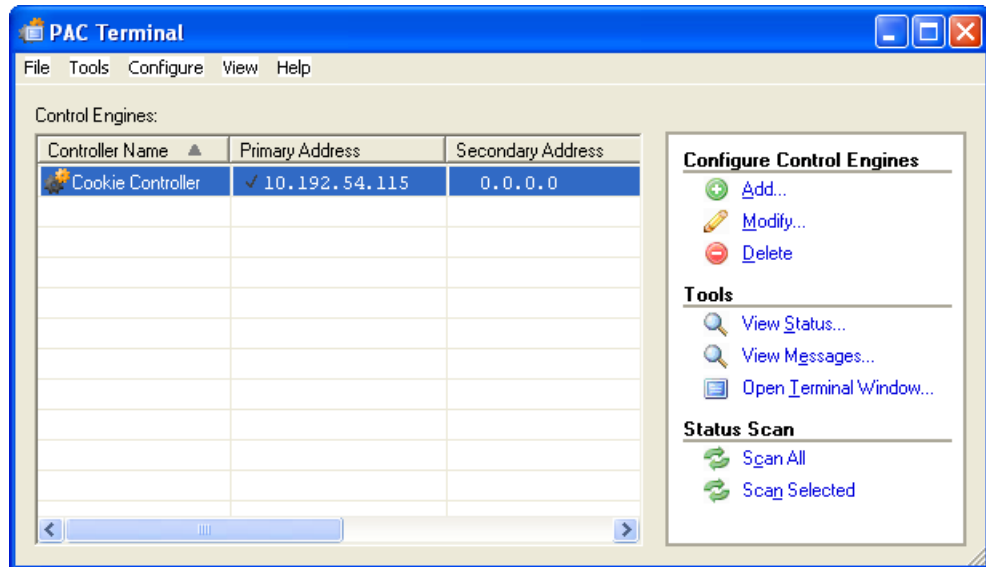 PAC Terminal
File Tools Configure View Help
Control Engines:
Controller Name Primary Address Secondary Address
Cookie Controller 10.192.54.115 0.0.0.0
Configure Control Engines
Add...
Modify...
Delete
Tools
View Status...
View Messages...
Open Terminal Window...
Status Scan
Scan All
Scan Selected